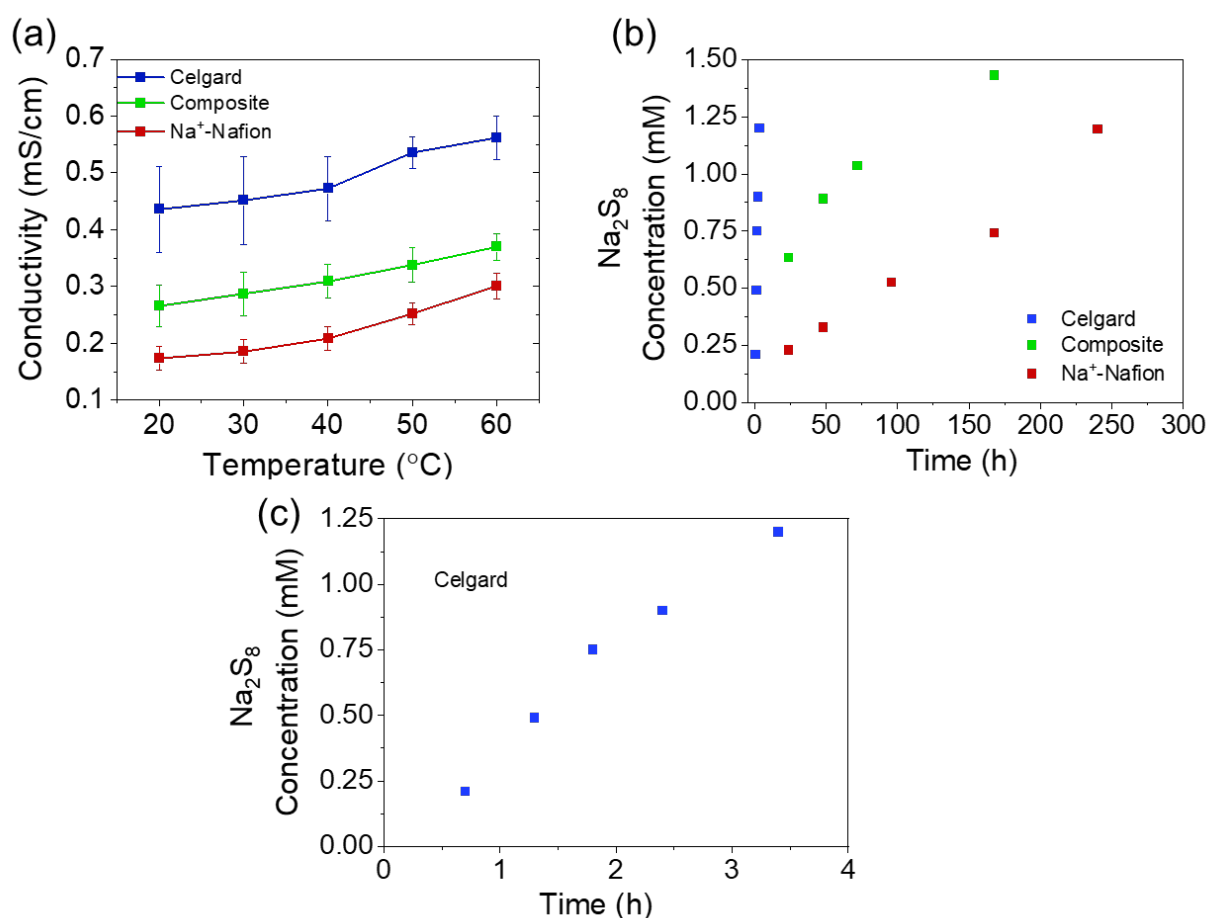 (a)
Conductivity (mS/cm)
0.7
0.6
0.5
0.4
0.3
0.2
0.1
Celgard
Composite
Na⁺-Nafion
20 30 40 50 60
Temperature (°C)
(b)
Na₂S₈
Concentration (mM)
1.50
1.25
1.00
0.75
0.50
0.25
0.00
Celgard
Composite
Na⁺-Nafion
0 50 100 150 200 250 300
Time (h)
(c)
Na₂S₈
Concentration (mM)
1.25
1.00
0.75
0.50
0.25
0.00
Celgard
0 1 2 3 4
Time (h)